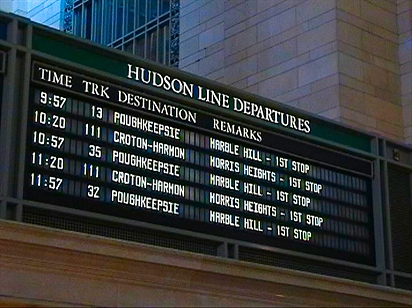 HUDSON LINE DEPARTURES
TIME TRK DESTINATION REMARKS
9:57 13 POUGHKEEPSIE MARBLE HILL - 1ST STOP
10:20 111 CROTON-HARMON MORRIS HEIGHTS - 1ST STOP
10:57 35 POUGHKEEPSIE MARBLE HILL - 1ST STOP
11:20 111 CROTON-HARMON MORRIS HEIGHTS - 1ST STOP
11:57 32 POUGHKEEPSIE MARBLE HILL - 1ST STOP